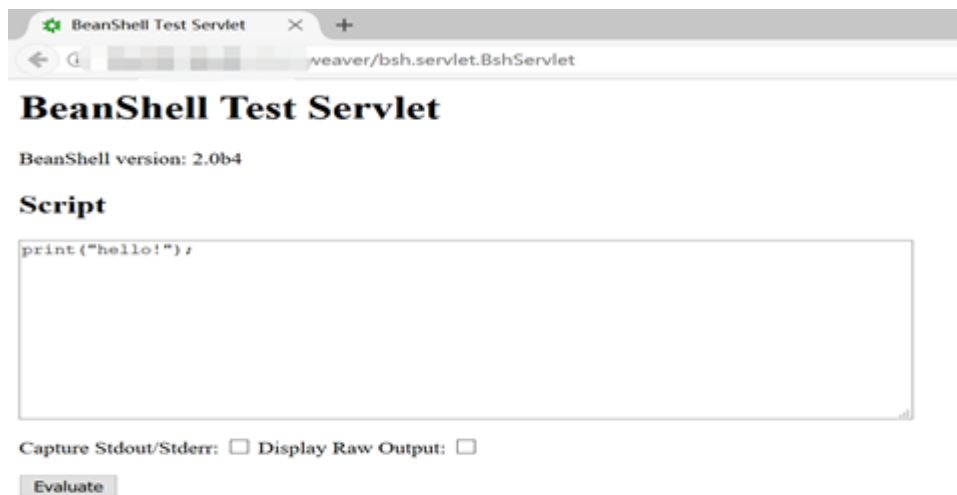 BeanShell Test Servlet
weaver/bsh.servlet.BshServlet
BeanShell Test Servlet
BeanShell version: 2.0b4
Script
print("hello!");
Capture Stdout/Stderr: Display Raw Output:
Evaluate